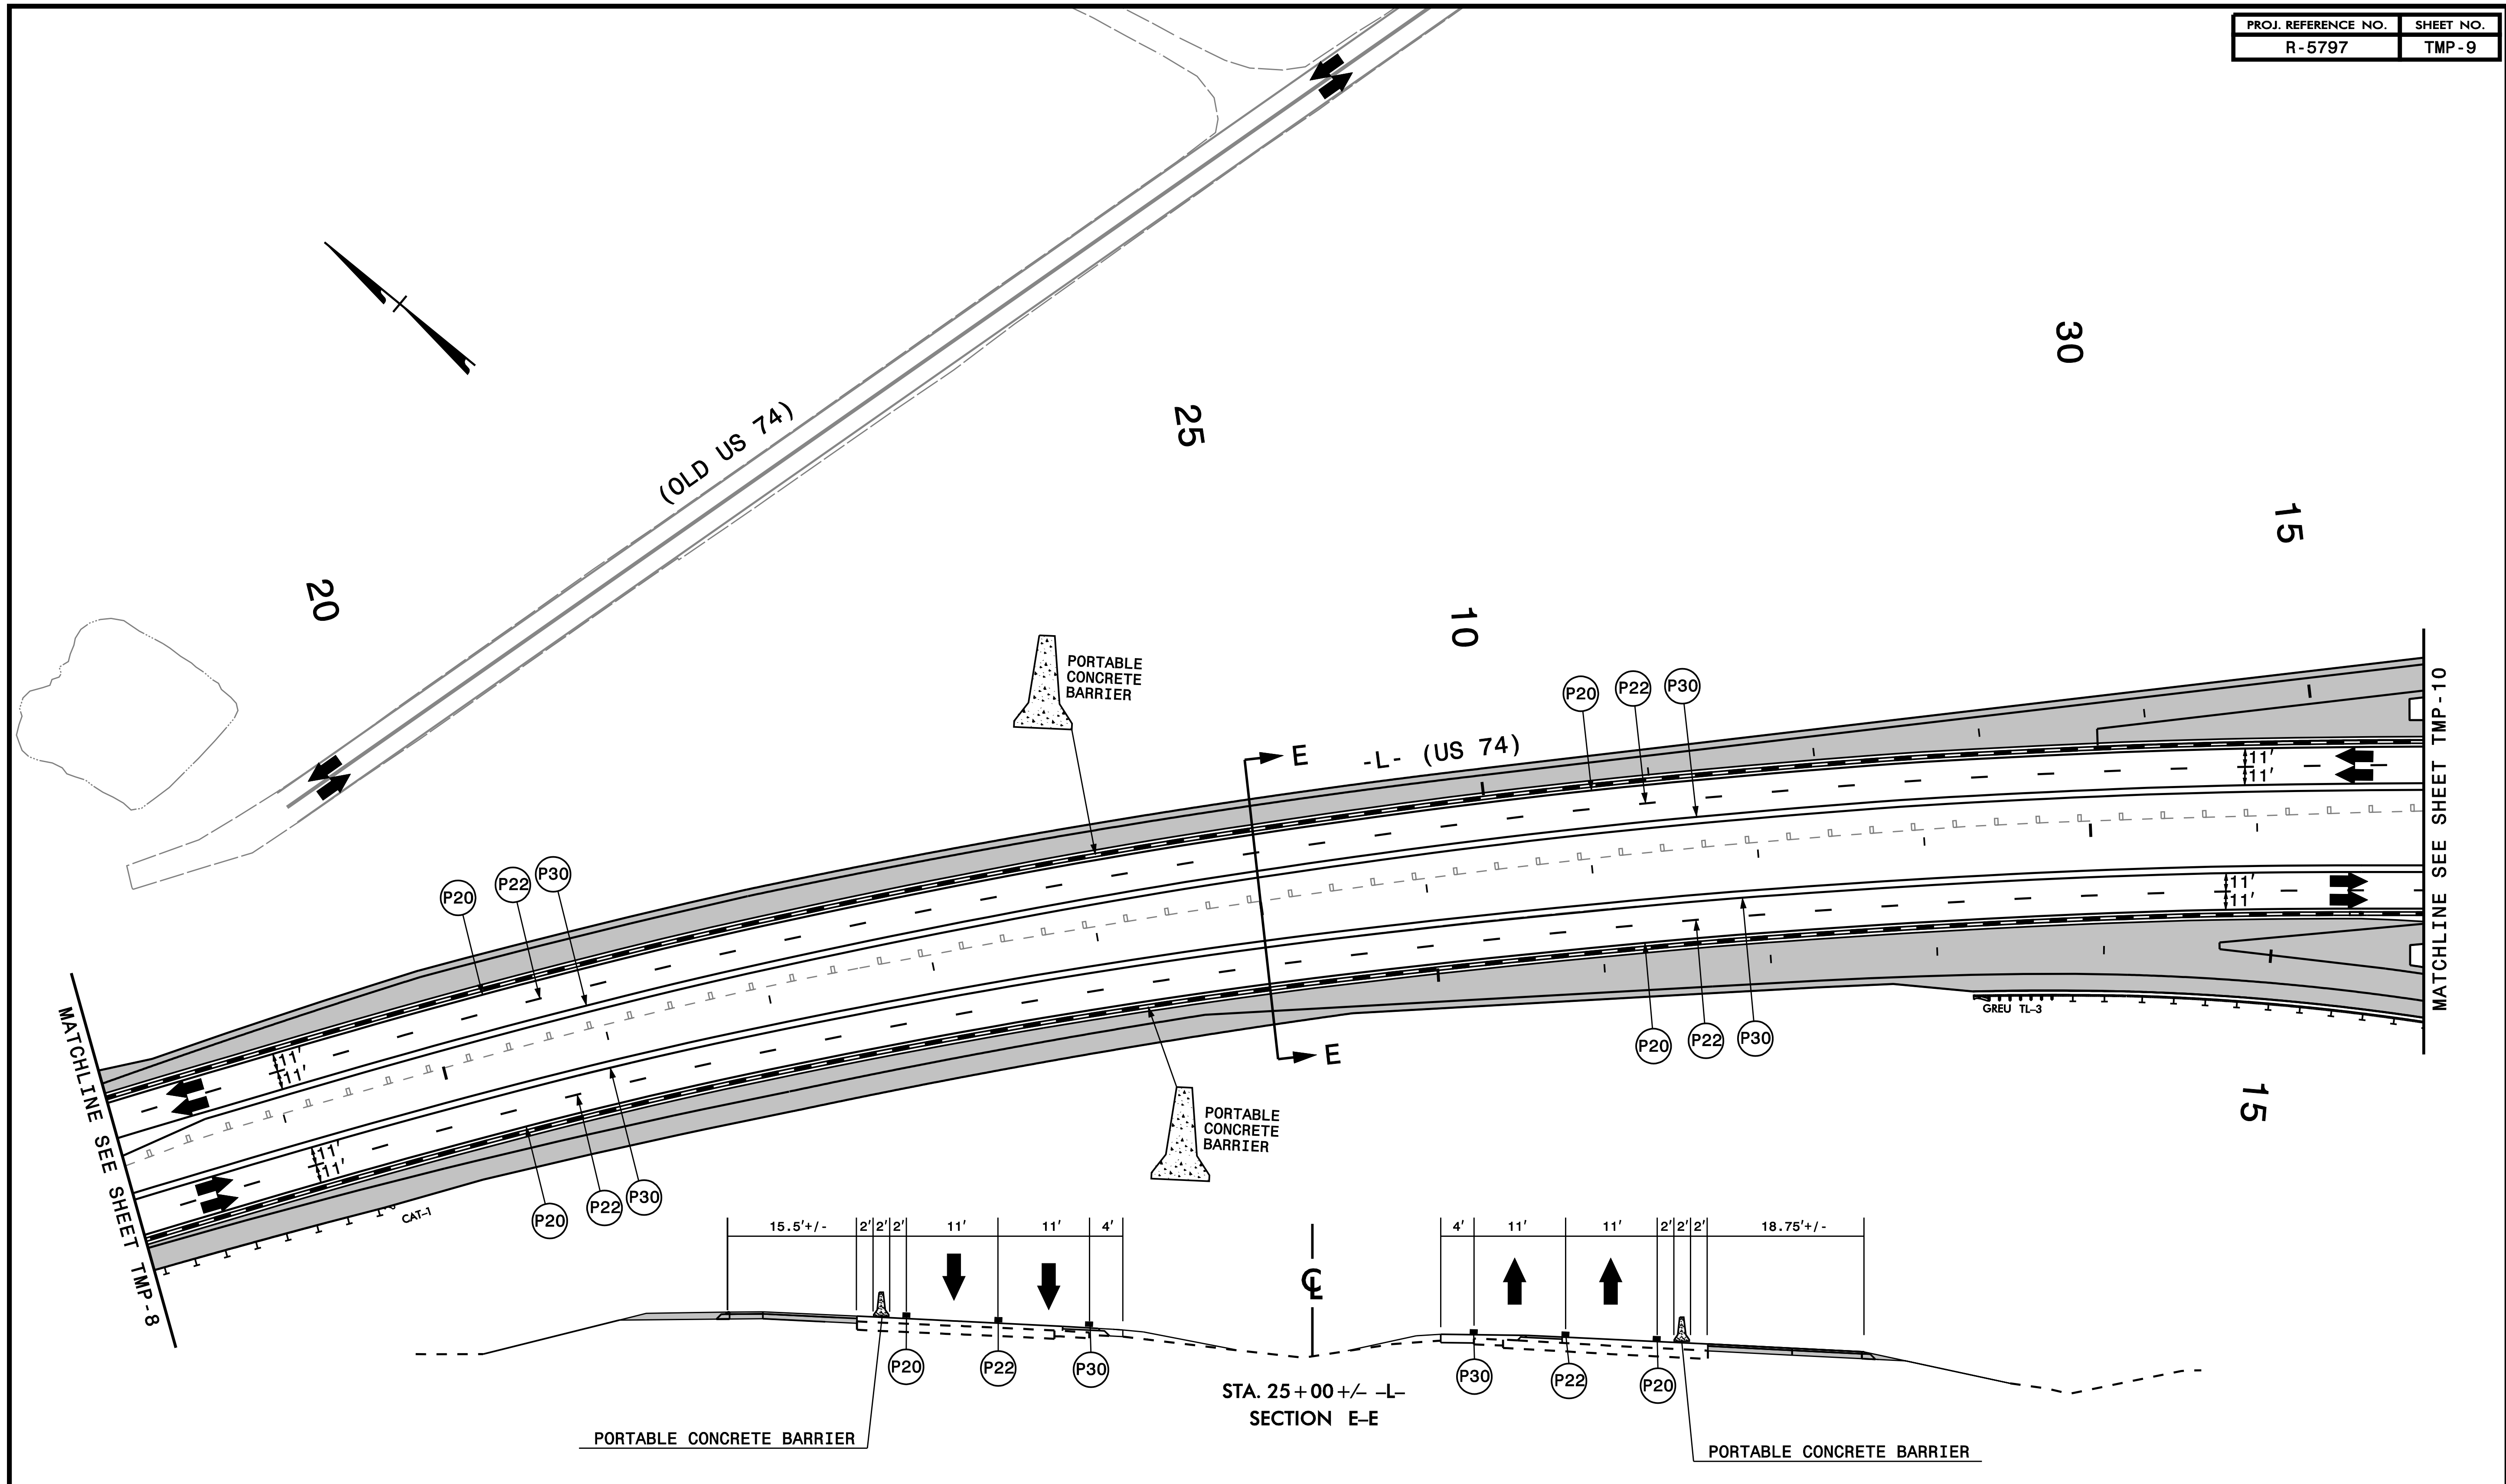 PROJ. REFERENCE NO. SHEET NO.
R-5797 TMP-9
(OLD US 74)
20
25
30
15
10
PORTABLE
CONCRETE
BARRIER
P20 P22 P30
-L- (US 74)
E
E
P20 P22 P30
11'
11'
11'
11'
MATCHLINE SEE SHEET TMP-10
MATCHLINE SEE SHEET TMP-8
11'
11'
11'
11'
CAT-1
P20 P22 P30
P20 P22 P30
GREU TL-3
15
PORTABLE
CONCRETE
BARRIER
15.5'+/- 2' 2' 2' 11' 11' 4'
4' 11' 11' 2' 2' 2' 18.75'+/-
CL
P20 P22 P30
P30 P22 P20
STA. 25+00 +/- -L-
SECTION E-E
PORTABLE CONCRETE BARRIER
PORTABLE CONCRETE BARRIER